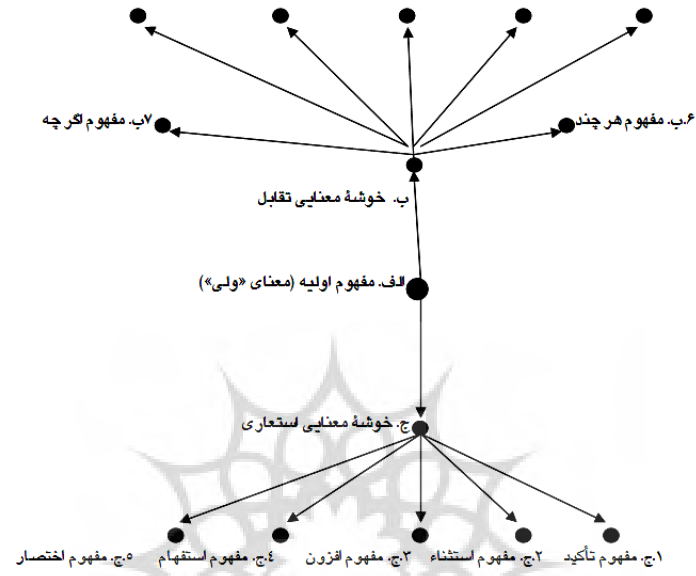 ۶.ب. مفهوم هر چند
۷ب. مفهوم اگر چه
ب. خوشهٔ معنایی تقابل
الف. مفهوم اولیه (معنای «ولی»)
ج. خوشهٔ معنایی استعاری
۱.ج. مفهوم تأکید
۲.ج. مفهوم استثناء
۳.ج. مفهوم افزون
۴.ج. مفهوم استفهام
۵.ج. مفهوم اختصار